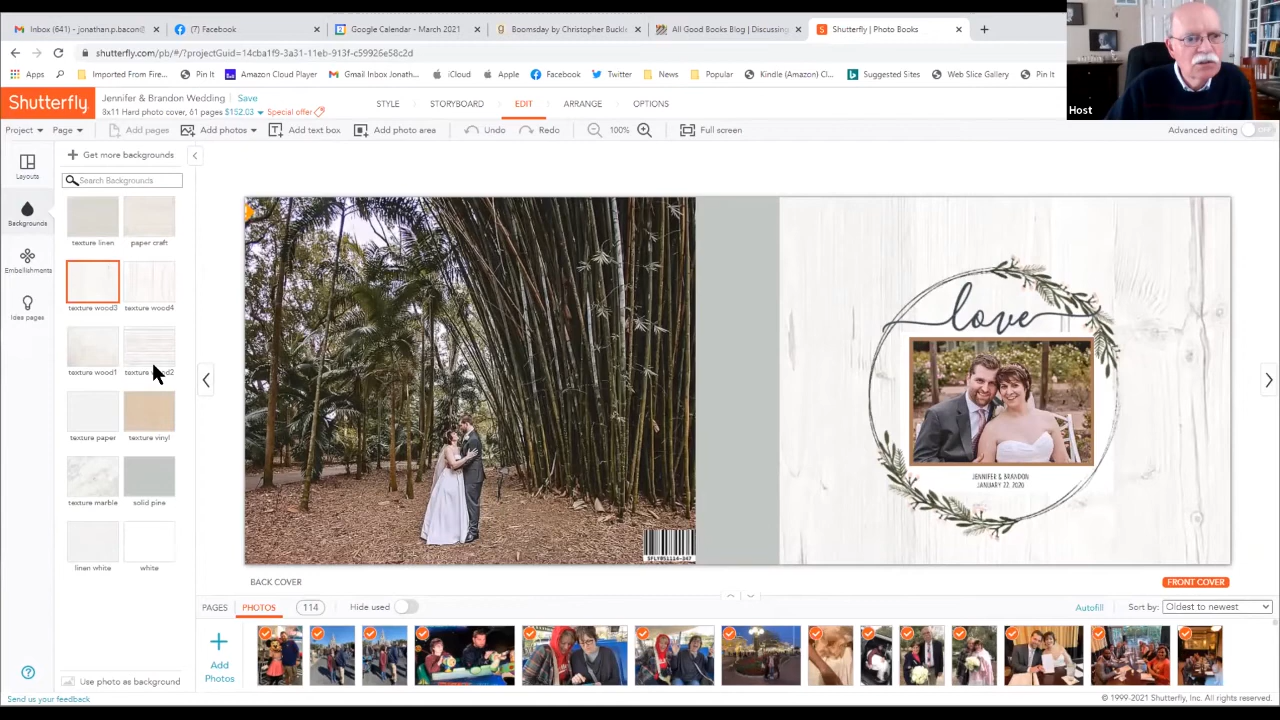 Inbox (641) - jonathan.p.baconi@
(7) Facebook
Google Calendar - March 2021
Boomsday by Christopher Buckl
All Good Books Blog | Discussing
Shutterfly | Photo Books
shutterfly.com/pb/#/?projectGuid=14cba1f9-3a31-11eb-913f-c59926e58c2d
Apps
Imported From Fire...
Pin It
Amazon Cloud Player
Gmail Inbox Jonath...
iCloud
Apple
Facebook
Twitter
News
Popular
Kindle (Amazon) Cl...
Suggested Sites
Web Slice Gallery
Pin It
Host
Shutterfly.
Jennifer & Brandon Wedding
Save
8x11 Hard photo cover, 61 pages $152.03
Special offer
STYLE
STORYBOARD
EDIT
ARRANGE
OPTIONS
Project
Page
Add pages
Add photos
Add text box
Add photo area
Undo
Redo
100%
Full screen
Advanced editing
OFF
Layouts
Backgrounds
Embellishments
Idea pages
Get more backgrounds
Search Backgrounds
texture linen
paper craft
texture wood3
texture wood4
texture wood1
texture paper
texture vinyl
texture marble
solid pine
linen white
white
love
JENNIFER & BRANDON
JANUARY 22, 2020
BACK COVER
FRONT COVER
PAGES
PHOTOS
114
Hide used
Autofill
Sort by:
Oldest to newest
Add
Photos
Use photo as background
Send us your feedback
© 1999-2021 Shutterfly, Inc. All rights reserved.